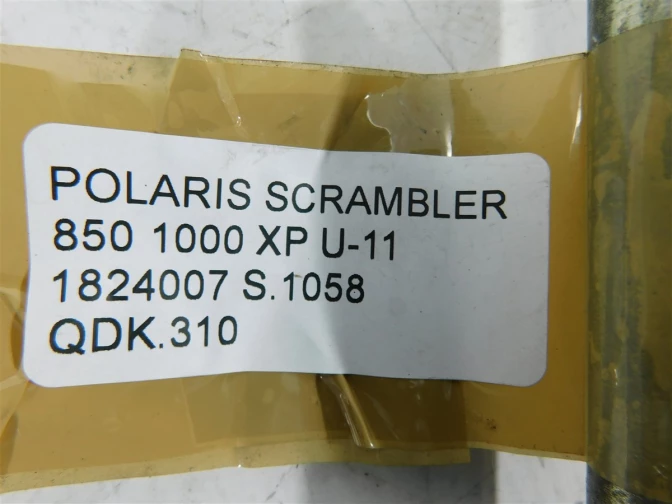 POLARIS SCRAMBLER
850 1000 XP U-11
1824007 S.1058
QDK.310